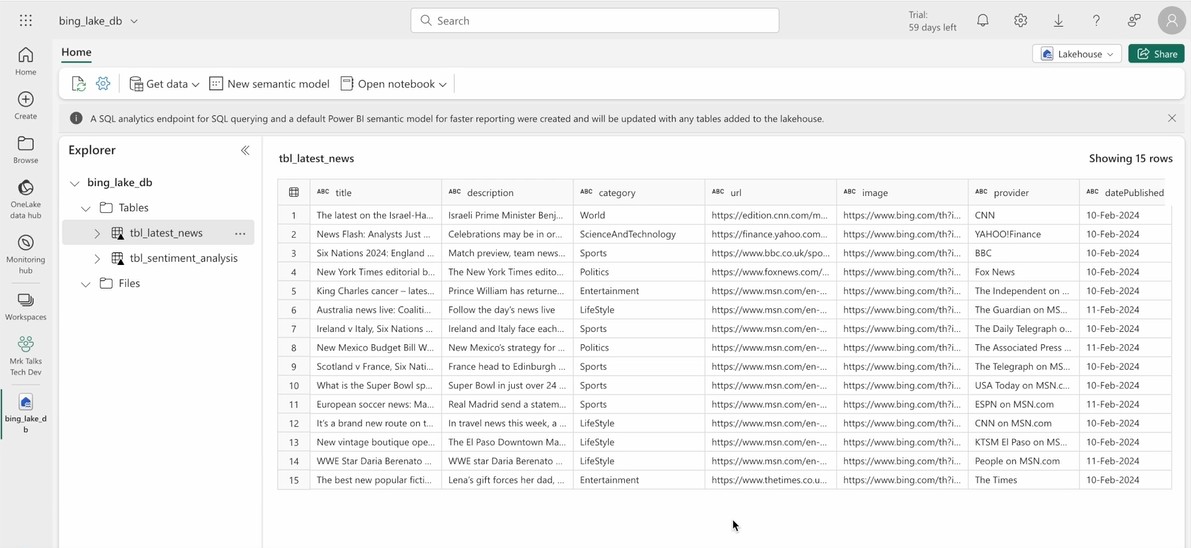 bing_lake_db
Search
Trial:
59 days left
Home
Lakehouse
Share
Get data
New semantic model
Open notebook
A SQL analytics endpoint for SQL querying and a default Power BI semantic model for faster reporting were created and will be updated with any tables added to the lakehouse.
Home
Create
Browse
OneLake
data hub
Monitoring
hub
Workspaces
Mrk Talks
Tech Dev
bing_lake_d
b
Explorer
bing_lake_db
Tables
tbl_latest_news ...
tbl_sentiment_analysis
Files
tbl_latest_news Showing 15 rows
ABC title ABC description ABC category ABC url ABC image ABC provider ABC datePublished
1 The latest on the Israel-Ha... Israeli Prime Minister Benj... World https://edition.cnn.com/m... https://www.bing.com/th?i... CNN 10-Feb-2024
2 News Flash: Analysts Just ... Celebrations may be in or... ScienceAndTechnology https://finance.yahoo.com... https://www.bing.com/th?i... YAHOO!Finance 10-Feb-2024
3 Six Nations 2024: England ... Match preview, team news... Sports https://www.bbc.co.uk/spo... https://www.bing.com/th?i... BBC 10-Feb-2024
4 New York Times editorial b... The New York Times edito... Politics https://www.foxnews.com/... https://www.bing.com/th?i... Fox News 10-Feb-2024
5 King Charles cancer – lates... Prince William has returne... Entertainment https://www.msn.com/en-... https://www.bing.com/th?i... The Independent on ... 10-Feb-2024
6 Australia news live: Coaliti... Follow the day's news live LifeStyle https://www.msn.com/en-... https://www.bing.com/th?i... The Guardian on MS... 11-Feb-2024
7 Ireland v Italy, Six Nations ... Ireland and Italy face each... Sports https://www.msn.com/en-... https://www.bing.com/th?i... The Daily Telegraph o... 10-Feb-2024
8 New Mexico Budget Bill W... New Mexico's strategy for ... Politics https://www.msn.com/en-... https://www.bing.com/th?i... The Associated Press ... 11-Feb-2024
9 Scotland v France, Six Nati... France head to Edinburgh ... Sports https://www.msn.com/en-... https://www.bing.com/th?i... The Telegraph on MS... 10-Feb-2024
10 What is the Super Bowl sp... Super Bowl in just over 24 ... Sports https://www.msn.com/en-... https://www.bing.com/th?i... USA Today on MSN.c... 10-Feb-2024
11 European soccer news: Ma... Real Madrid send a statem... Sports https://www.msn.com/en-... https://www.bing.com/th?i... ESPN on MSN.com 11-Feb-2024
12 It's a brand new route on t... In travel news this week, a ... LifeStyle https://www.msn.com/en-... https://www.bing.com/th?i... CNN on MSN.com 10-Feb-2024
13 New vintage boutique ope... The El Paso Downtown Ma... LifeStyle https://www.msn.com/en-... https://www.bing.com/th?i... KTSM El Paso on MS... 10-Feb-2024
14 WWE Star Daria Berenato ... WWE star Daria Berenato ... LifeStyle https://www.msn.com/en-... https://www.bing.com/th?i... People on MSN.com 11-Feb-2024
15 The best new popular ficti... Lena's gift forces her dad, ... Entertainment https://www.thetimes.co.u... https://www.bing.com/th?i... The Times 10-Feb-2024